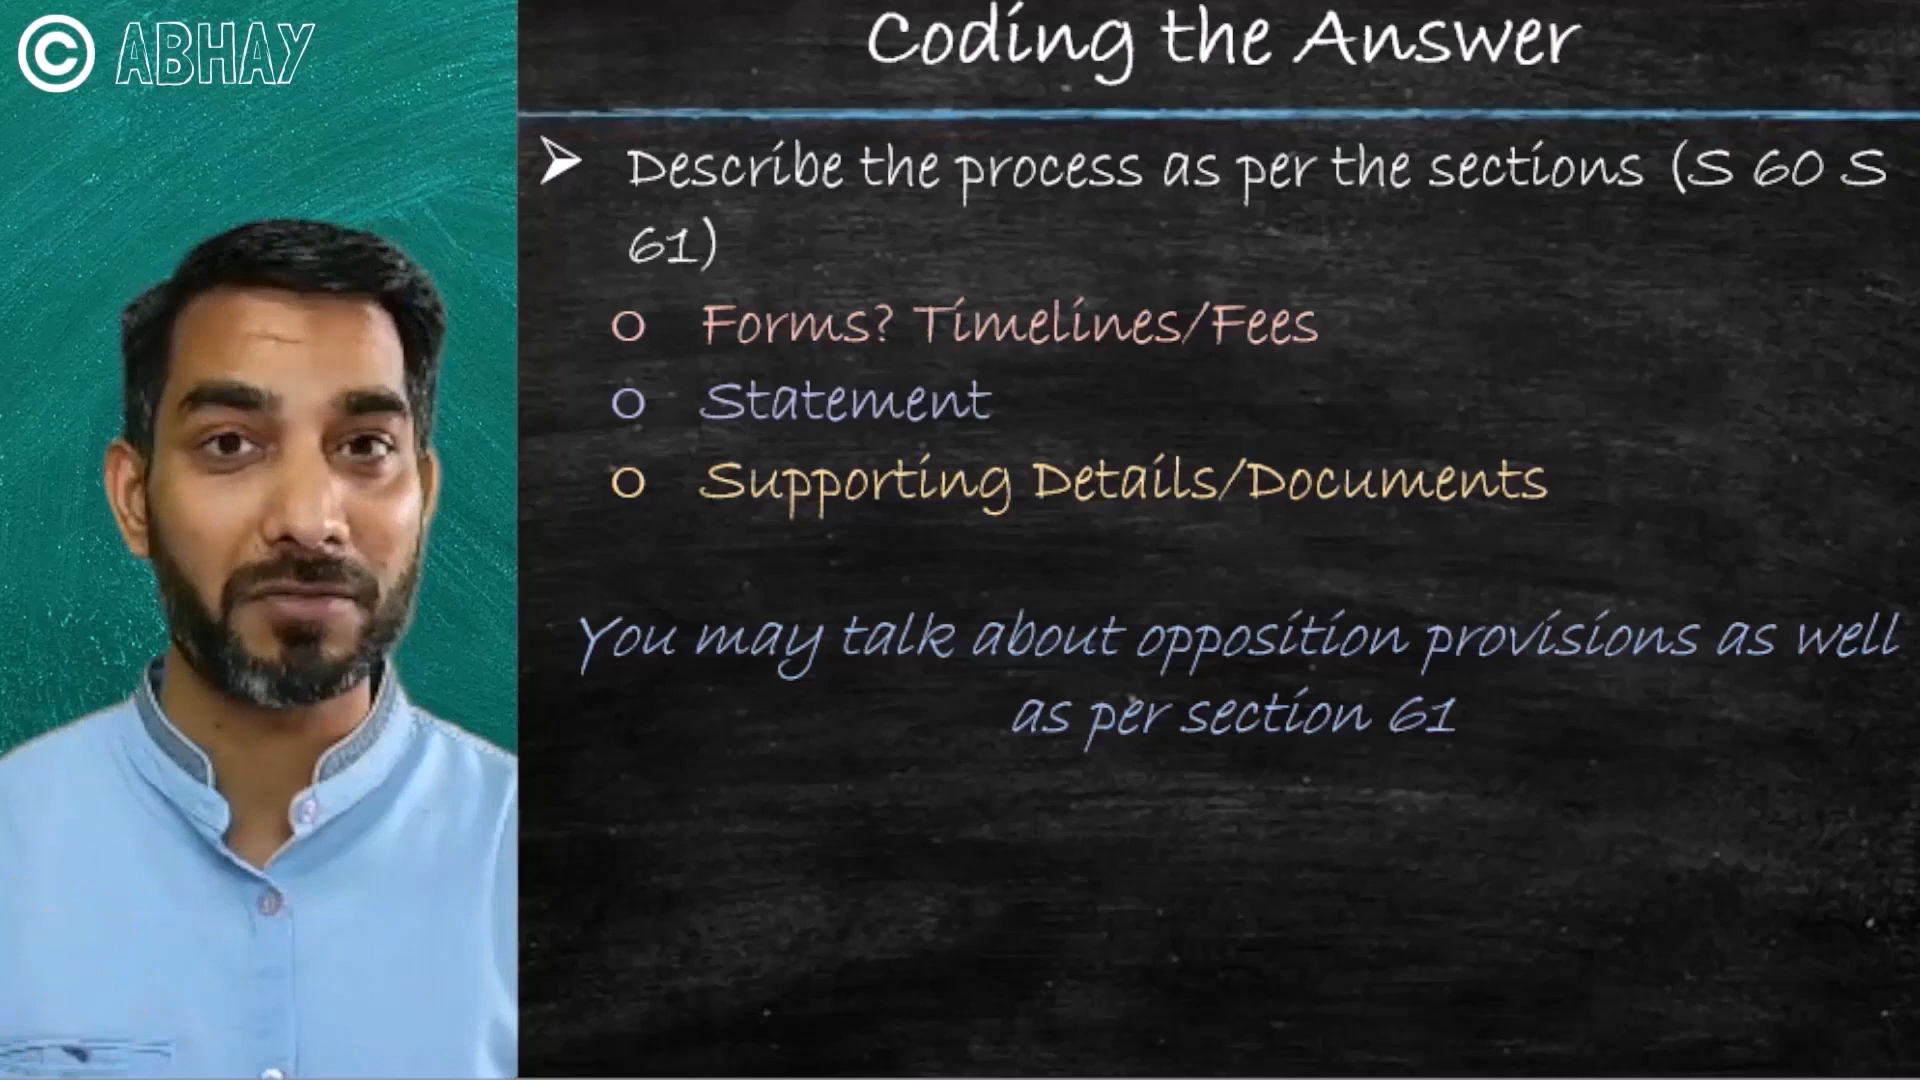 © ABHAY
Coding the Answer
➢ Describe the process as per the sections (S 60 S
61)
o Forms? Timelines/Fees
o Statement
o Supporting Details/Documents
You may talk about opposition provisions as well
as per section 61